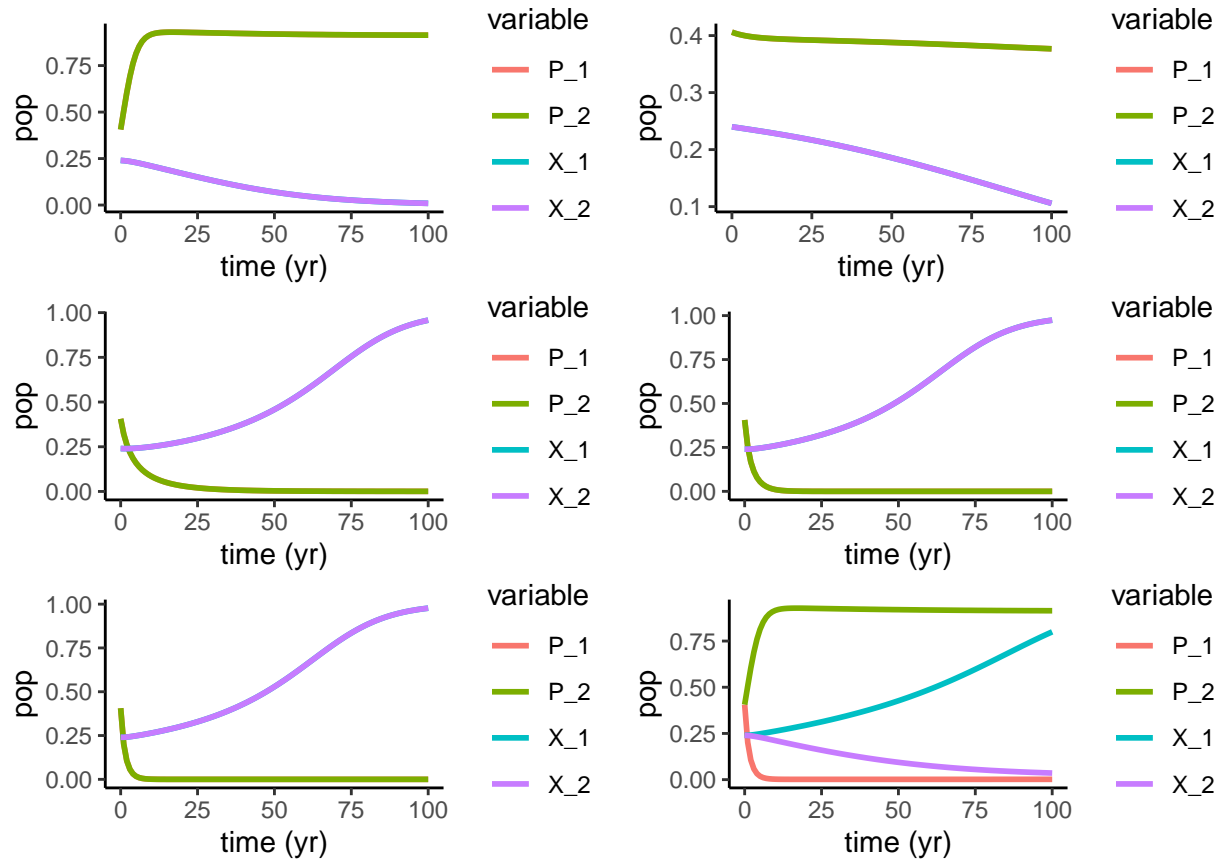 variable
pop
0.75
0.50
0.25
0.00
P_1
P_2
X_1
X_2
0 25 50 75 100
time (yr)
variable
pop
0.4
0.3
0.2
0.1
P_1
P_2
X_1
X_2
0 25 50 75 100
time (yr)
variable
pop
1.00
0.75
0.50
0.25
0.00
P_1
P_2
X_1
X_2
0 25 50 75 100
time (yr)
variable
pop
1.00
0.75
0.50
0.25
0.00
P_1
P_2
X_1
X_2
0 25 50 75 100
time (yr)
variable
pop
1.00
0.75
0.50
0.25
0.00
P_1
P_2
X_1
X_2
0 25 50 75 100
time (yr)
variable
pop
0.75
0.50
0.25
0.00
P_1
P_2
X_1
X_2
0 25 50 75 100
time (yr)